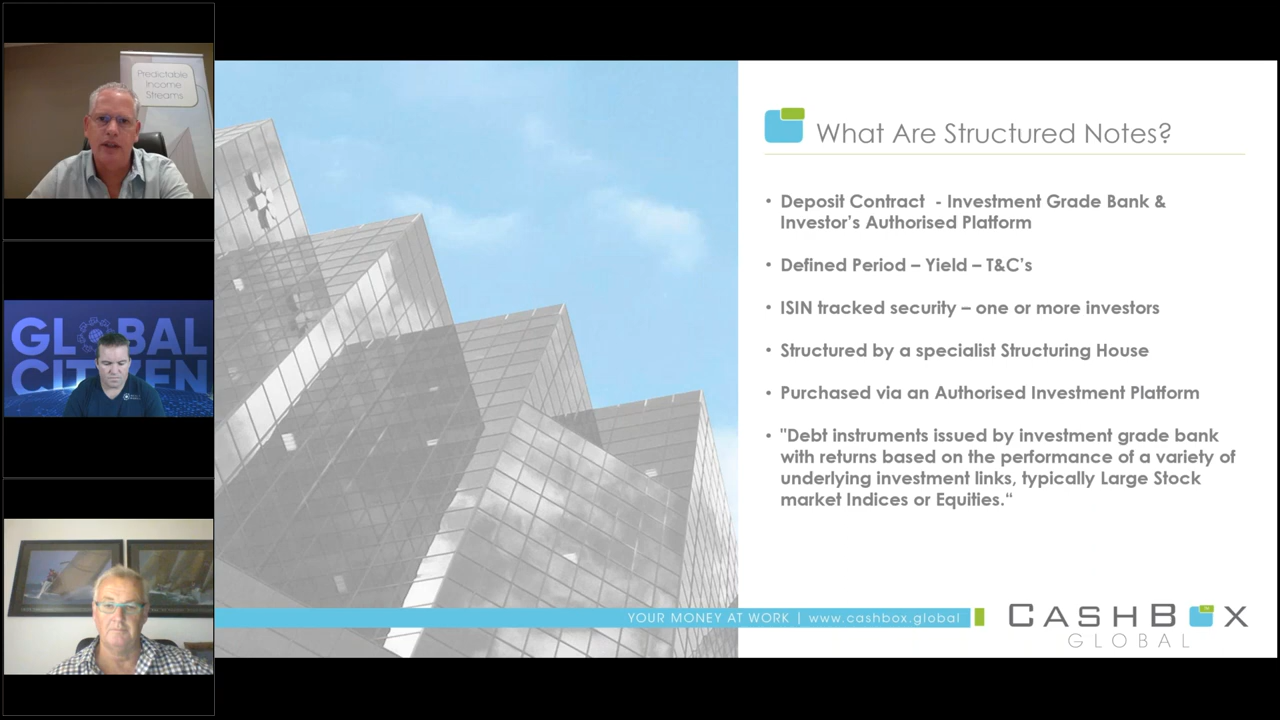 Predictable
Income
Streams
GLOBAL
CITIZEN
What Are Structured Notes?
• Deposit Contract - Investment Grade Bank &
Investor's Authorised Platform
• Defined Period – Yield – T&C's
• ISIN tracked security – one or more investors
• Structured by a specialist Structuring House
• Purchased via an Authorised Investment Platform
• "Debt instruments issued by investment grade bank
with returns based on the performance of a variety of
underlying investment links, typically Large Stock
market Indices or Equities."
YOUR MONEY AT WORK | www.cashbox.global
CASHBOX
GLOBAL